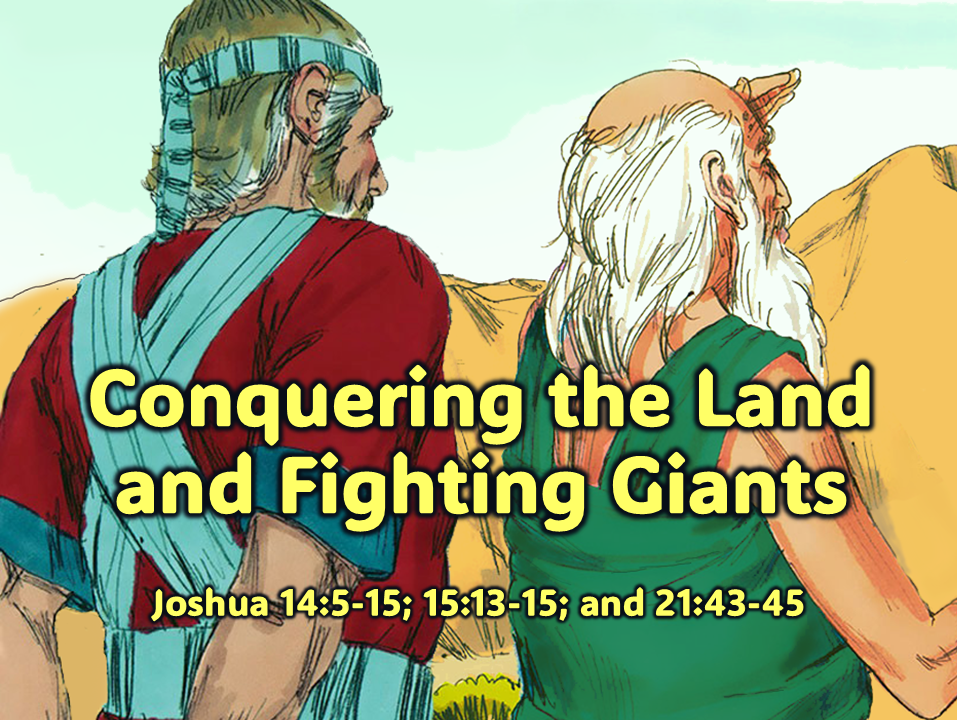 Conquering the Land
and Fighting Giants
Joshua 14:5-15; 15:13-15; and 21:43-45